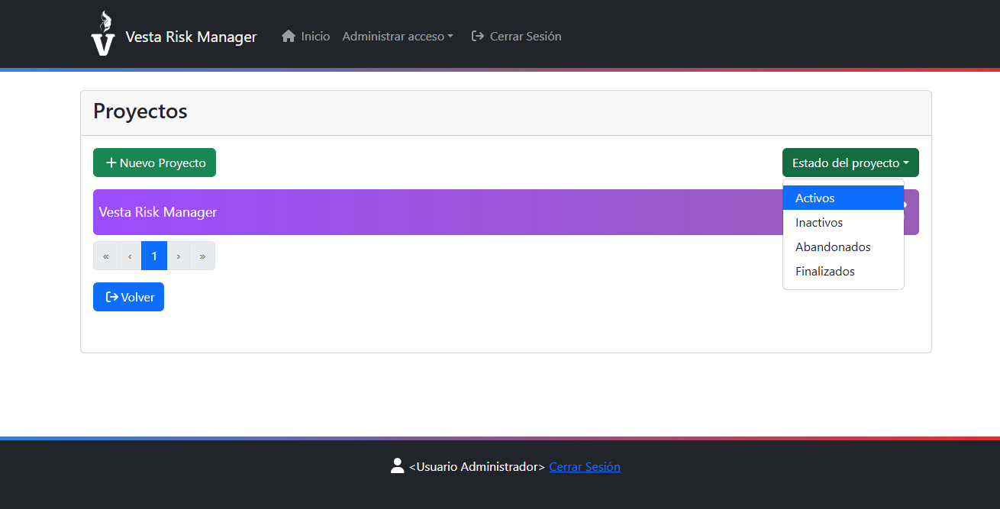 V
Vesta Risk Manager
Inicio
Administrar acceso
Cerrar Sesión
Proyectos
Nuevo Proyecto
Estado del proyecto
Activos
Vesta Risk Manager
Inactivos
Abandonados
Finalizados
« ‹ 1 › »
Volver
<Usuario Administrador> Cerrar Sesión